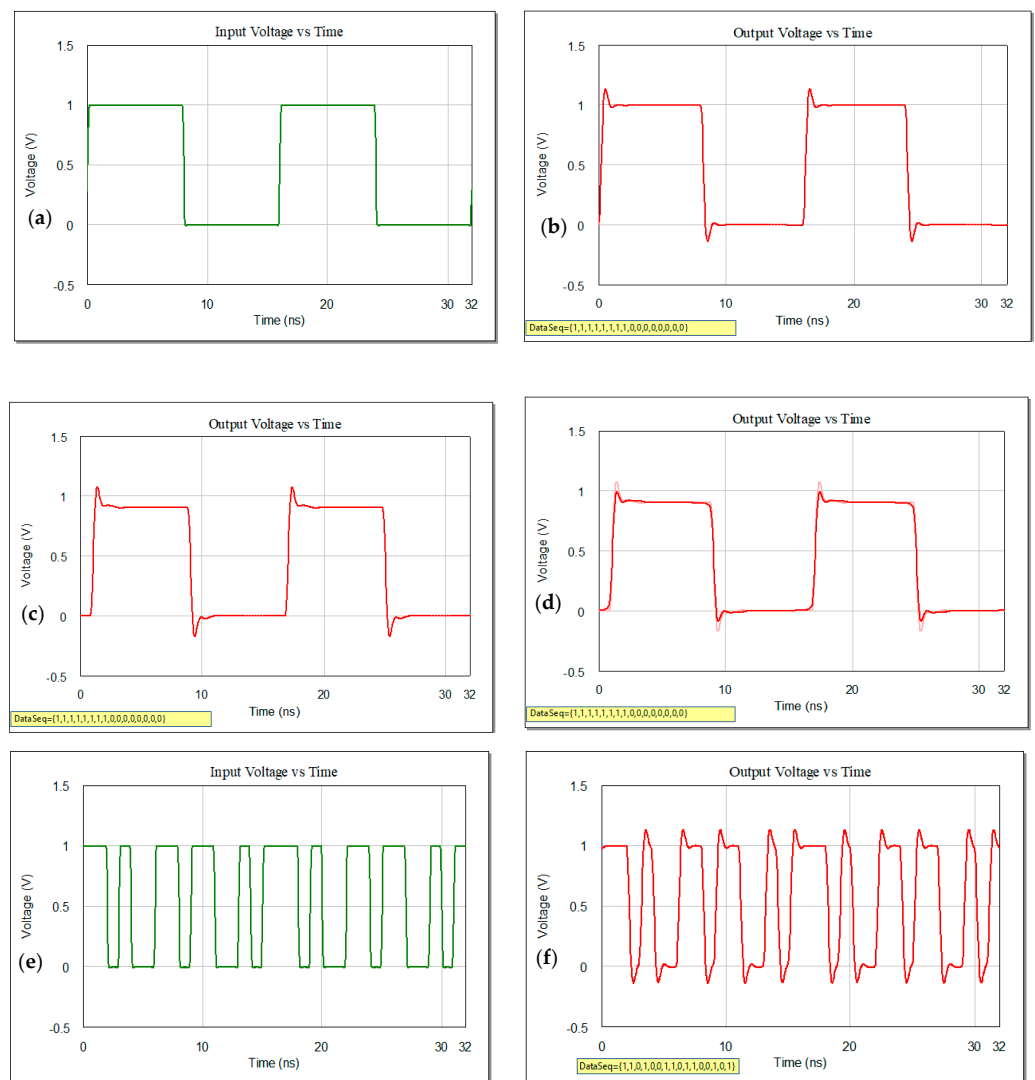 Input Voltage vs Time
1.5
1
0.5
0
-0.5
Voltage (V)
(a)
0 10 20 30 32
Time (ns)
Output Voltage vs Time
1.5
1
0.5
0
-0.5
Voltage (V)
(b)
0 10 20 30 32
Time (ns)
DataSeq={1,1,1,1,1,1,1,1,0,0,0,0,0,0,0,0}
Output Voltage vs Time
1.5
1
0.5
0
-0.5
Voltage (V)
(c)
0 10 20 30 32
Time (ns)
DataSeq={1,1,1,1,1,1,1,1,0,0,0,0,0,0,0,0}
Output Voltage vs Time
1.5
1
0.5
0
-0.5
Voltage (V)
(d)
0 10 20 30 32
Time (ns)
DataSeq={1,1,1,1,1,1,1,1,0,0,0,0,0,0,0,0}
Input Voltage vs Time
1.5
1
0.5
0
-0.5
Voltage (V)
(e)
0 10 20 30 32
Time (ns)
Output Voltage vs Time
1.5
1
0.5
0
-0.5
Voltage (V)
(f)
0 10 20 30 32
Time (ns)
DataSeq={1,1,0,1,0,0,1,1,0,1,1,0,0,1,0,1}